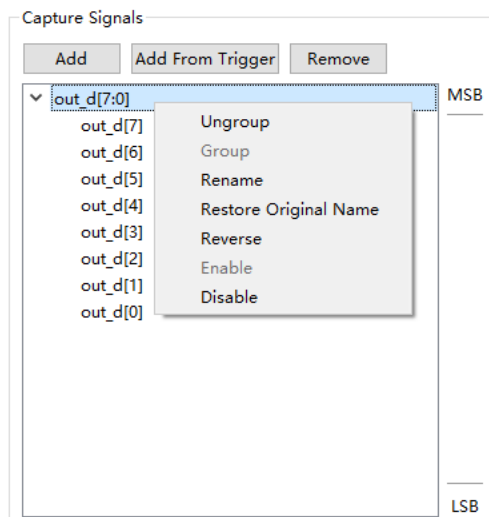 Capture Signals
Add Add From Trigger Remove
out_d[7:0] MSB
out_d[7] Ungroup
out_d[6] Group
out_d[5] Rename
out_d[4] Restore Original Name
out_d[3] Reverse
out_d[2] Enable
out_d[1] Disable
out_d[0]
LSB